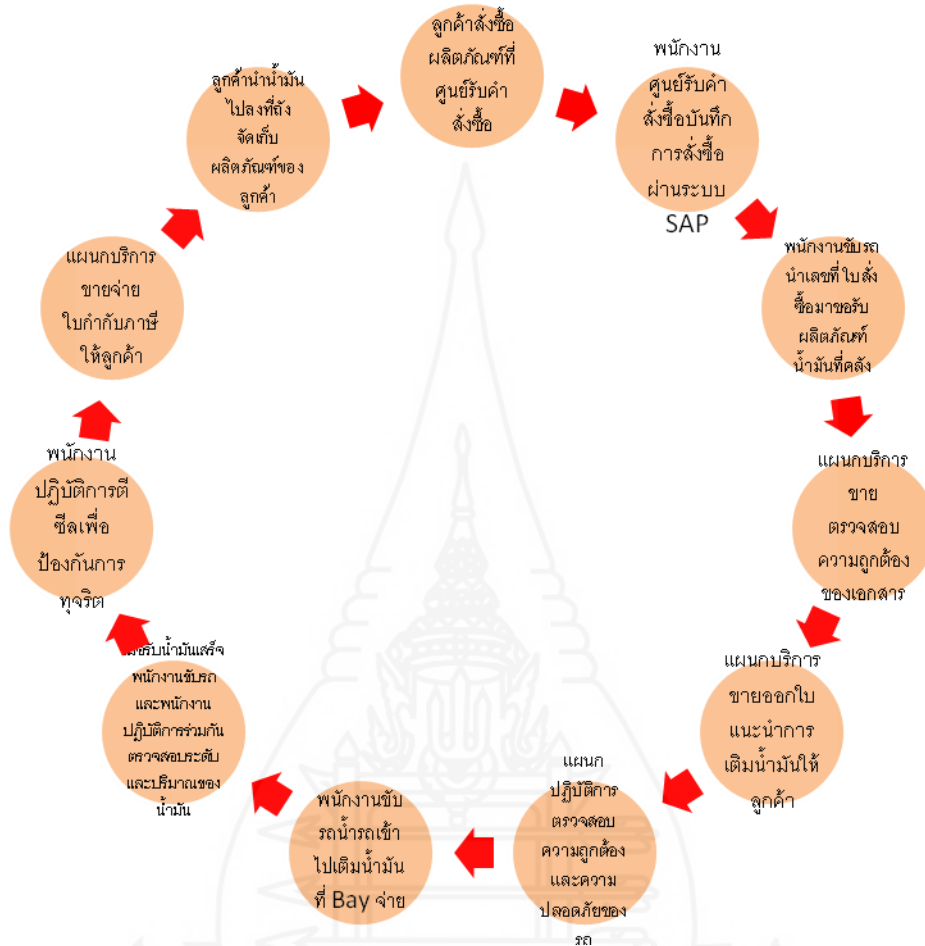 ลูกค้าสั่งซื้อ
ผลิตภัณฑ์ที่
ศูนย์รับคำ
สั่งซื้อ
พนักงาน
ศูนย์รับคำ
สั่งซื้อบันทึก
การสั่งซื้อ
ผ่านระบบ
SAP
พนักงานขับรถ
นำเลขที่ใบสั่ง
ซื้อมาขอรับ
ผลิตภัณฑ์
น้ำมันที่คลัง
แผนกบริการ
ขาย
ตรวจสอบ
ความถูกต้อง
ของเอกสาร
แผนกบริการ
ขายออกใบ
แนะนำการ
เติมน้ำมันให้
ลูกค้า
แผนก
ปฏิบัติการ
ตรวจสอบ
ความถูกต้อง
และความ
ปลอดภัยของ
รถ
พนักงานขับ
รถน้ำรถเข้า
ไปเติมน้ำมัน
ที่ Bay จ่าย
เมื่อรับน้ำมันเสร็จ
พนักงานขับรถ
และพนักงาน
ปฏิบัติการร่วมกัน
ตรวจสอบระดับ
และปริมาณของ
น้ำมัน
พนักงาน
ปฏิบัติการตี
ซีลเพื่อ
ป้องกันการ
ทุจริต
แผนกบริการ
ขายจ่าย
ใบกำกับภาษี
ให้ลูกค้า
ลูกค้านำน้ำมัน
ไปลงที่ถัง
จัดเก็บ
ผลิตภัณฑ์ของ
ลูกค้า